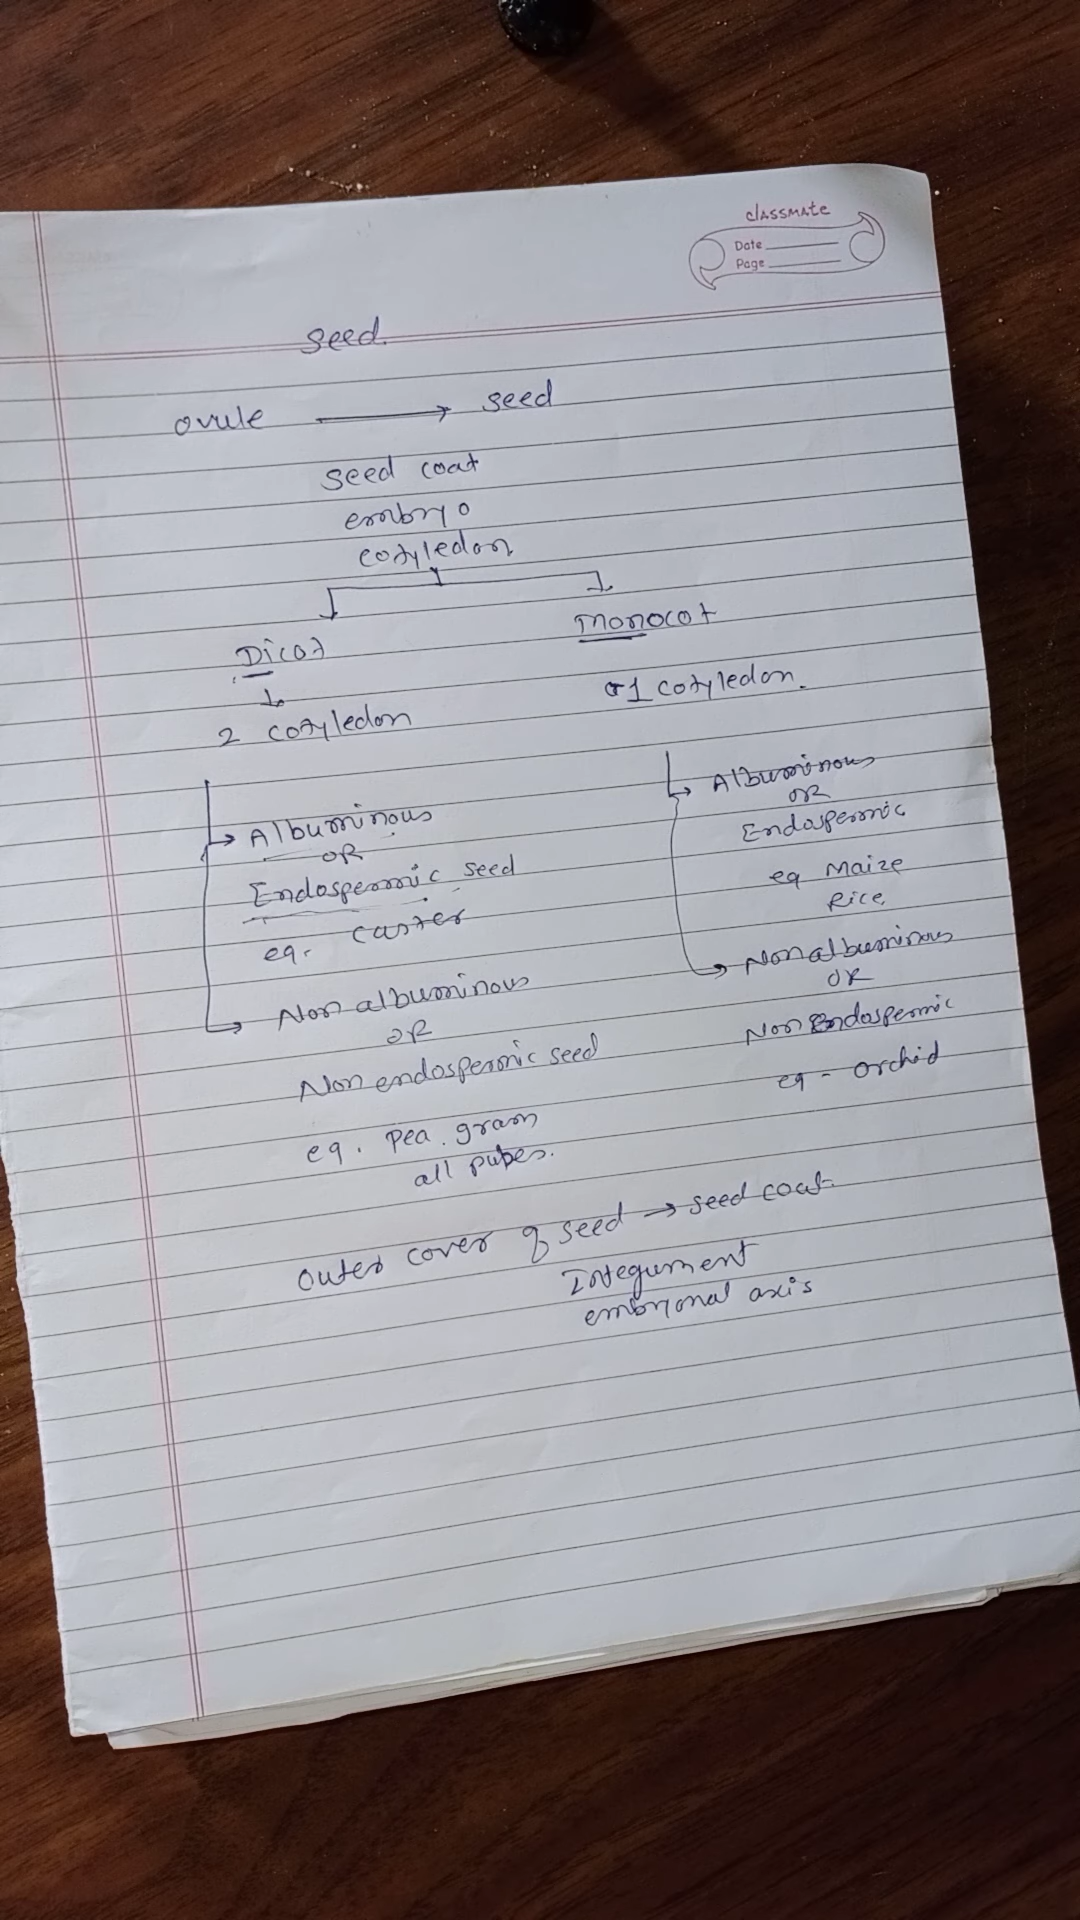 classmate
Date
Page
seed.
ovule → seed
seed coat
embryo
cotyledon
Dicot
Monocot
2 cotyledon
1 cotyledon.
→ Albuminous
OR
Endospermic seed
eg. caster
→ Non albuminous
OR
Non endospermic seed
eg. pea. gram
all pulses.
→ Albuminous
OR
Endospermic
eg Maize
Rice.
→ Non albuminous
OR
Non Endospermic
eg - orchid
outer cover of seed → seed coat
Integument
embryonal axis